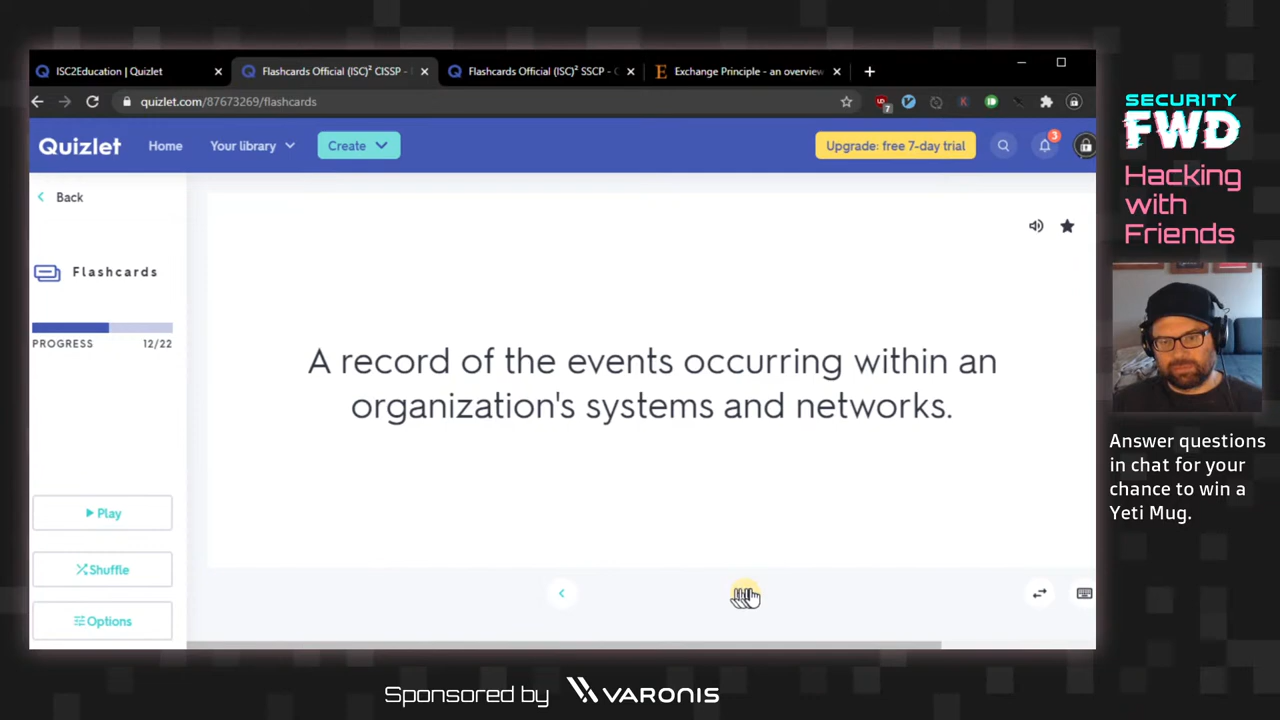 ISC2Education | Quizlet
Flashcards Official (ISC)² CISSP -
Flashcards Official (ISC)² SSCP -
Exchange Principle - an overview
quizlet.com/87673269/flashcards
7
Quizlet
Home
Your library
Create
Upgrade: free 7-day trial
3
Back
Flashcards
PROGRESS 12/22
Play
Shuffle
Options
A record of the events occurring within an
organization's systems and networks.
SECURITY
FWD
Hacking
with
Friends
Answer questions
in chat for your
chance to win a
Yeti Mug.
Sponsored by VARONIS